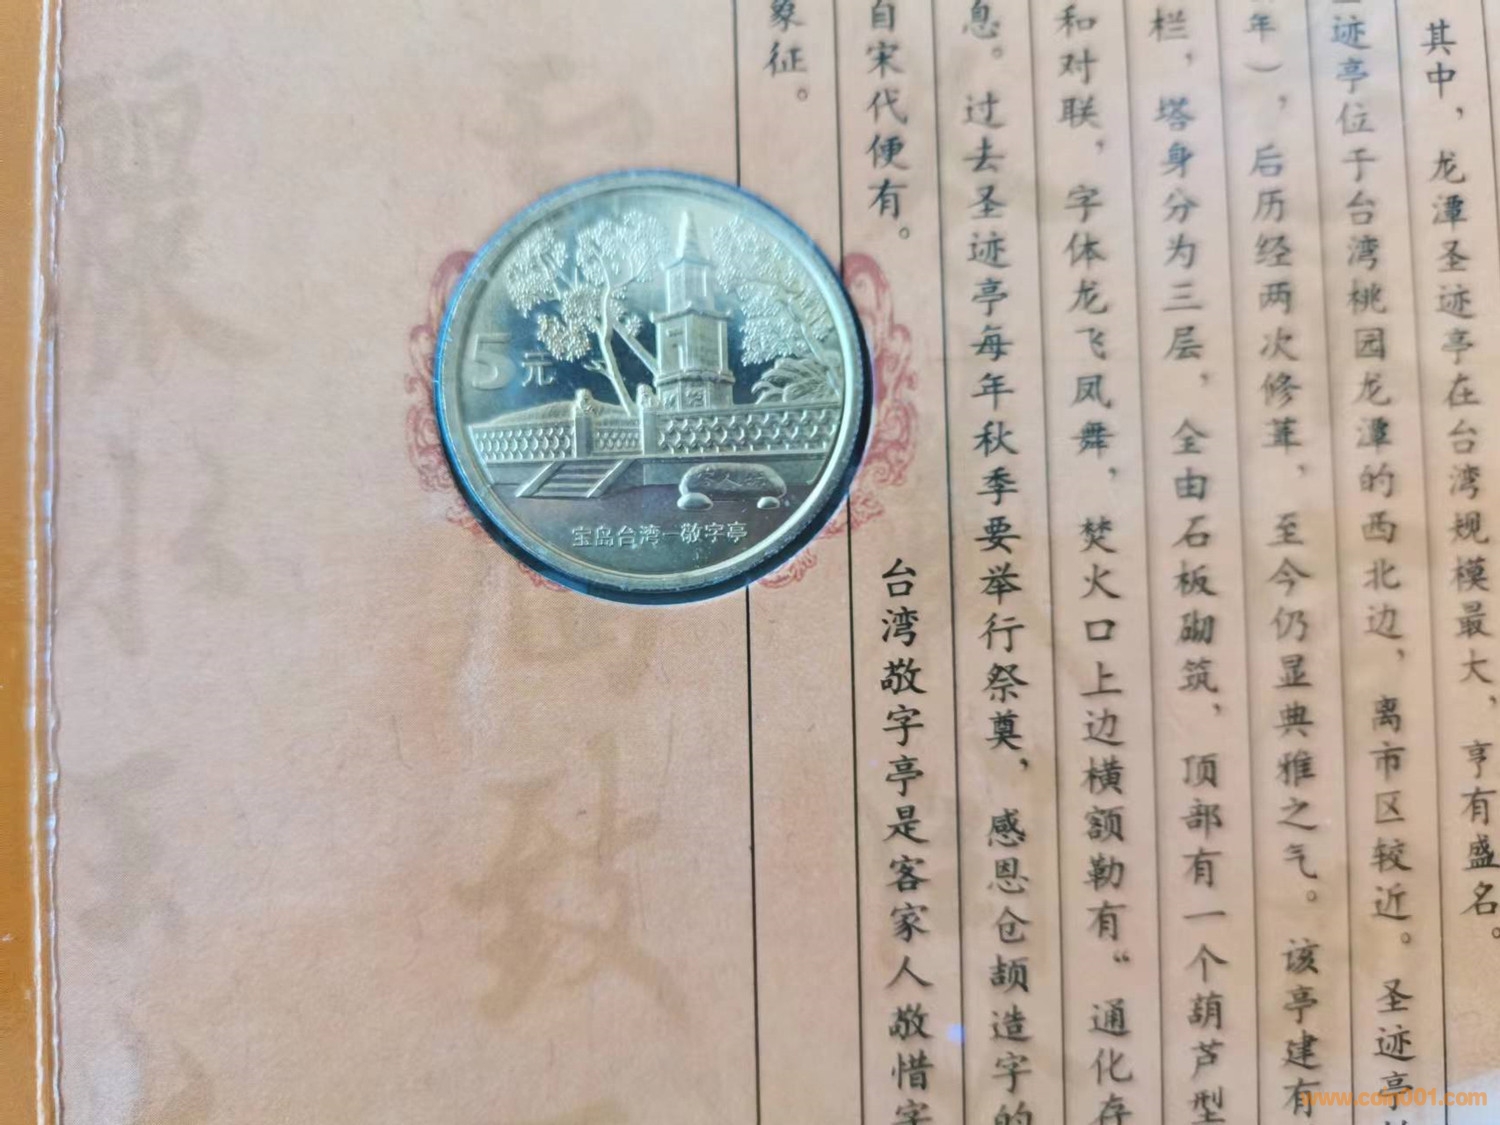 其中，龙潭圣迹亭在台湾规模最大，享有盛名。
迹亭位于台湾桃园龙潭的西北边，离市区较近。圣迹亭
年），后历经两次修葺，至今仍显典雅之气。该亭建有
栏，塔身分为三层，全由石板砌筑，顶部有一个葫芦型
和对联，字体龙飞凤舞，焚火口上边横额勒有“通化存
息。过去圣迹亭每年秋季要举行祭奠，感恩仓颉造字的
自宋代便有。
台湾敬字亭是客家人敬惜字
象征。
5元
宝岛台湾—敬字亭
www.coin001.com